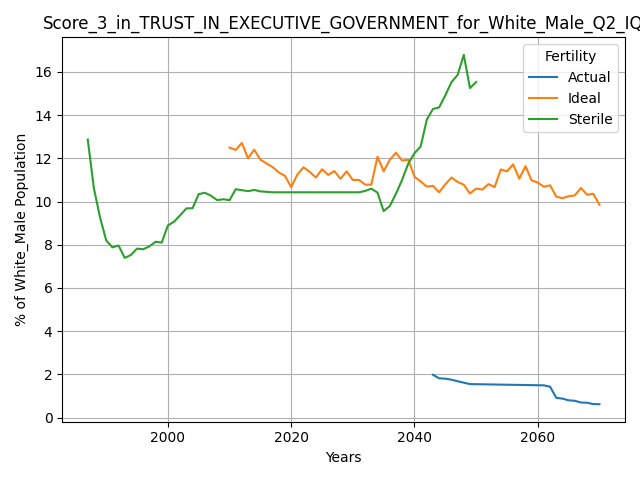 Score_3_in_TRUST_IN_EXECUTIVE_GOVERNMENT_for_White_Male_Q2_IQ
Fertility
Actual
Ideal
Sterile
% of White_Male Population
16
14
12
10
8
6
4
2
0
2000 2020 2040 2060
Years